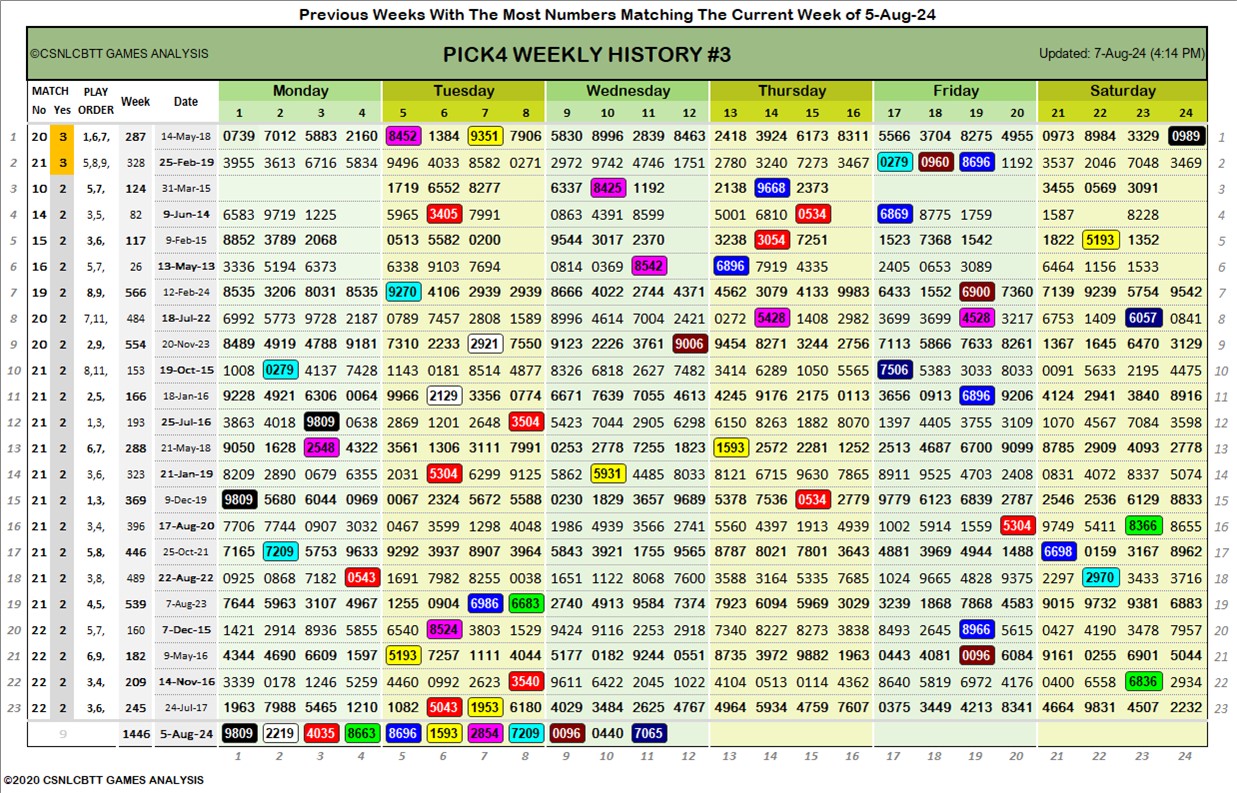 Previous Weeks With The Most Numbers Matching The Current Week of 5-Aug-24
©CSNLCBTT GAMES ANALYSIS PICK4 WEEKLY HISTORY #3 Updated: 7-Aug-24 (4:14 PM)
MATCH PLAY Week Date Monday Tuesday Wednesday Thursday Friday Saturday
No Yes ORDER 1 2 3 4 5 6 7 8 9 10 11 12 13 14 15 16 17 18 19 20 21 22 23 24
1 20 3 1,6,7, 287 14-May-18 0739 7012 5883 2160 8452 1384 9351 7906 5830 8996 2839 8463 2418 3924 6173 8311 5566 3704 8275 4955 0973 1684 3329 0989 1
2 21 3 5,8,9, 328 25-Feb-19 3955 3613 6716 5834 9496 4033 8582 0271 2972 9742 4746 1751 2780 3240 7273 3467 0279 0960 8696 1192 3537 2046 7048 3469 2
3 10 2 5,7, 124 31-Mar-15 1719 6552 8277 6337 8425 1192 2138 9668 2373 3455 0569 3091 3
4 14 2 3,5, 82 9-Jun-14 6583 9719 1225 5965 3405 7991 0863 4391 8599 5001 6810 0534 6869 8775 1759 1587 8228 4
5 15 2 3,6, 117 9-Feb-15 8852 3789 2068 0513 5582 0200 9544 3017 2370 3238 3054 7251 1523 7368 1542 1822 5193 1352 5
6 16 2 5,7, 26 13-May-13 3336 5194 6373 6338 9103 7694 0814 0369 8542 6896 7919 4335 2405 0653 3089 6464 1156 1533 6
7 19 2 8,9, 566 12-Feb-24 8535 3206 8031 8535 9270 4106 2939 2939 8666 4022 2744 4371 4562 3079 4133 9983 6433 1552 6900 7360 7139 9239 5754 9542 7
8 20 2 7,11, 484 18-Jul-22 6992 5773 9728 2187 0789 7457 2808 1589 8996 4614 7004 2421 0272 5428 1408 2982 3699 3699 4528 3217 6753 1409 6057 0841 8
9 20 2 2,9, 554 20-Nov-23 8489 4919 4788 9181 7310 2233 2921 7550 9123 2226 3761 9006 9454 8271 3244 2756 7113 5866 7633 8261 1367 1645 6470 3129 9
10 21 2 8,11, 153 19-Oct-15 1008 0279 4137 7428 1143 0181 8514 4877 8326 6818 2627 7482 3414 6289 1050 5565 7506 5383 3033 8033 0091 5633 2195 4475 10
11 21 2 2,5, 166 18-Jan-16 9228 4921 6306 0064 9966 2129 3356 0774 6671 7639 7055 4613 4245 9176 2175 0113 3656 0913 6896 9206 4124 2941 3840 8916 11
12 21 2 1,3, 193 25-Jul-16 3863 4018 9809 0638 2869 1201 2648 3504 5423 7044 2905 6298 6150 8263 1882 8070 1397 4405 3755 3109 1070 4567 7084 3598 12
13 21 2 6,7, 288 21-May-18 9050 1628 2548 4322 3561 1306 3111 7991 0253 2778 7255 1823 1593 2572 2281 1252 2513 4687 6700 9099 8785 2909 4093 2778 13
14 21 2 3,6, 323 21-Jan-19 8209 2890 0679 6355 2031 5304 6299 9125 5862 5931 4485 8033 8121 6715 9630 7865 5911 9525 4703 2408 0831 4072 8337 5074 14
15 21 2 1,3, 369 9-Dec-19 9809 5680 6044 0969 0067 2324 5672 5588 0230 1829 3657 9689 5378 7536 0534 2779 9779 6123 6839 2787 2546 2536 6129 8833 15
16 21 2 3,4, 396 17-Aug-20 7706 7744 0907 3032 0467 3599 1298 4048 1986 4939 3566 2741 5560 4397 1913 4939 1002 5914 1559 5304 9749 5411 8366 8655 16
17 21 2 5,8, 446 25-Oct-21 7165 7209 5753 9633 9292 3937 8907 3964 5843 3921 1755 9565 8787 8021 7801 3643 4881 3969 4944 1488 6698 0159 3167 8962 17
18 21 2 3,8, 489 22-Aug-22 0925 0868 7182 0543 1691 7982 8255 0038 1651 1122 8068 7600 3588 3164 5335 7685 1024 9665 4828 9375 2297 2970 3433 3716 18
19 21 2 4,5, 539 7-Aug-23 7644 5963 3107 4967 1255 0904 6986 6683 2740 4913 9584 7374 7923 6094 5969 3029 3239 1868 7868 4583 9015 9732 9381 6883 19
20 22 2 5,7, 160 7-Dec-15 1421 2914 8936 5855 6540 8524 3803 1529 9424 9116 2253 2918 7340 8227 8273 3838 8493 2645 8966 5615 0427 4190 3478 7957 20
21 22 2 6,9, 182 9-May-16 4344 4690 6609 1597 5193 7257 1111 4044 5177 0182 9244 0551 8735 3972 9882 1963 0443 4081 0096 6084 9161 0255 6901 5044 21
22 22 2 3,4, 209 14-Nov-16 3339 0178 1246 5259 4460 0992 2623 3540 9611 6422 2045 1022 4104 0513 0114 4362 8640 5819 6972 4176 0400 6558 6836 2934 22
23 22 2 3,6, 245 24-Jul-17 1963 7988 5465 1210 1082 5043 1953 6180 4029 3484 2625 4767 4964 5934 4759 7607 0375 3449 4213 8341 4664 9831 4507 2232 23
9 1446 5-Aug-24 9809 2219 4035 8663 8696 1593 2854 7209 0096 0440 7065
1 2 3 4 5 6 7 8 9 10 11 12 13 14 15 16 17 18 19 20 21 22 23 24
©2020 CSNLCBTT GAMES ANALYSIS